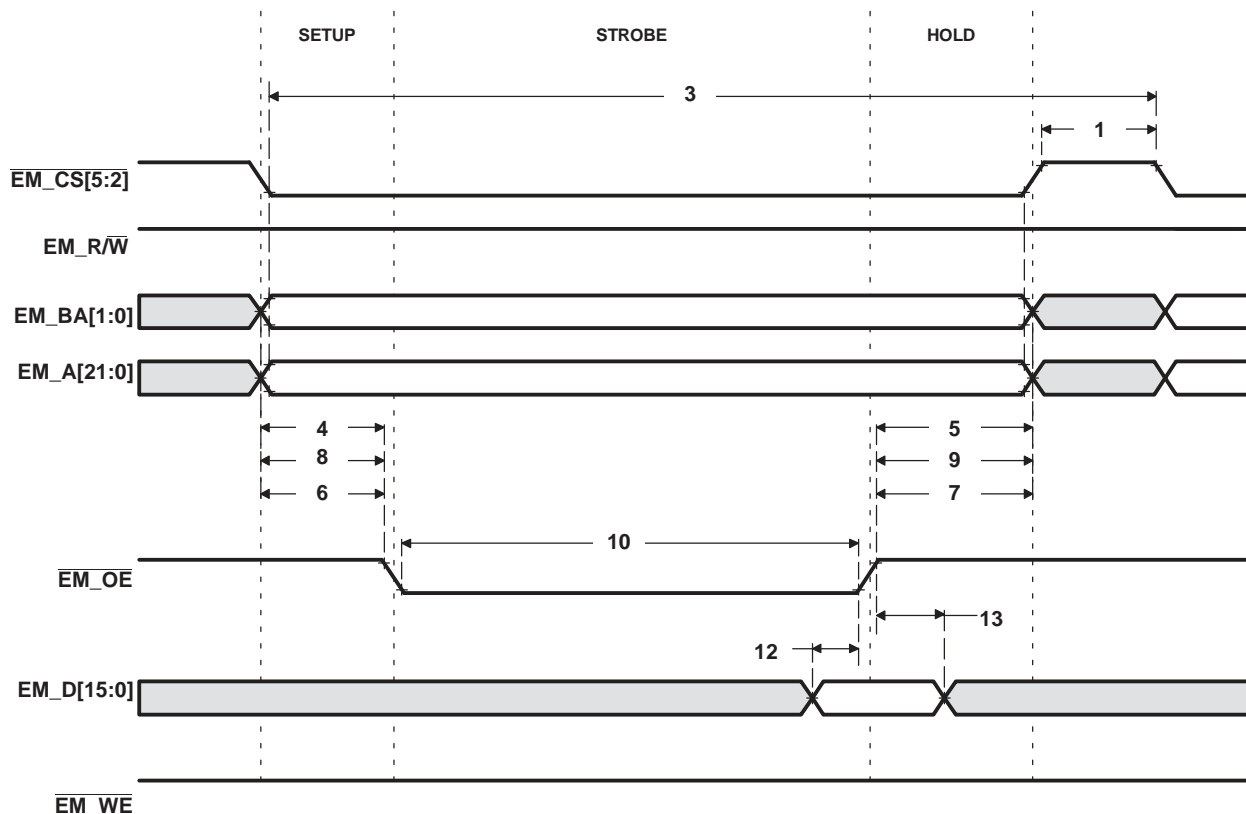 SETUP STROBE HOLD
3
1
EM_CS[5:2]
EM_R/W
EM_BA[1:0]
EM_A[21:0]
4 5
8 9
6 7
10
EM_OE
13
12
EM_D[15:0]
EM_WE